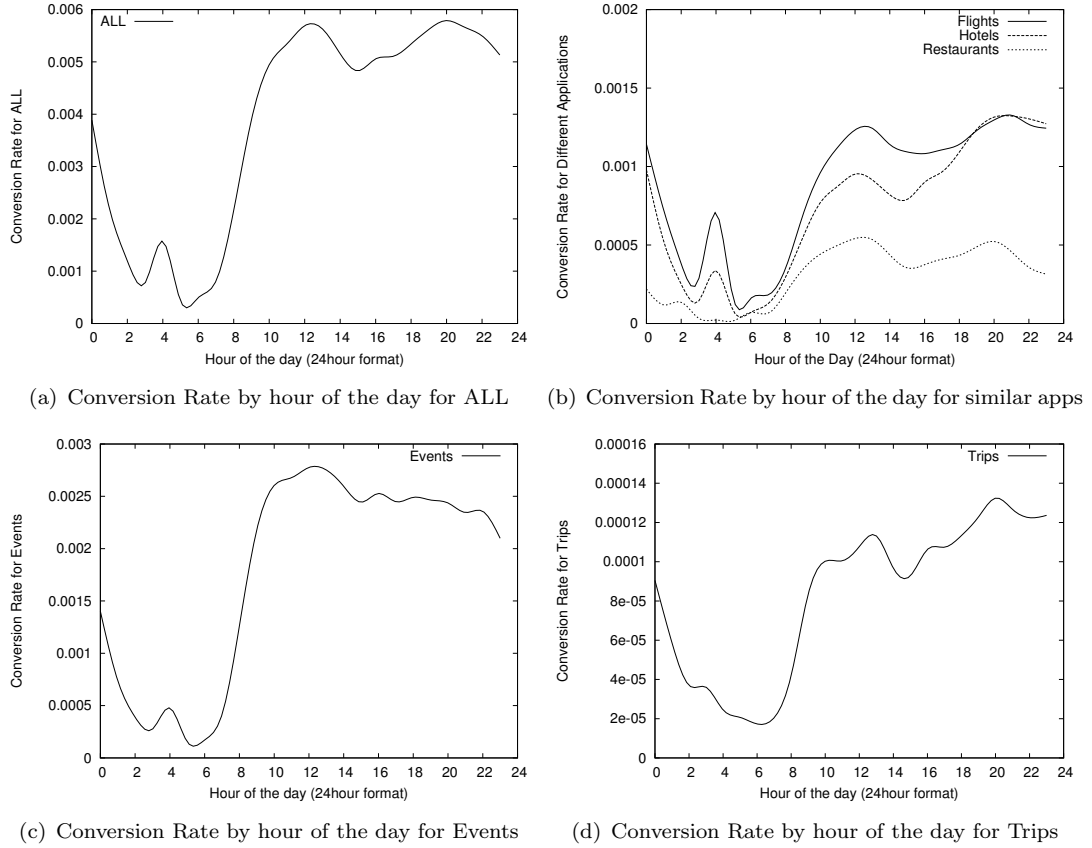 ALL
Conversion Rate for ALL
0.006
0.005
0.004
0.003
0.002
0.001
0
0 2 4 6 8 10 12 14 16 18 20 22 24
Hour of the day (24hour format)
(a) Conversion Rate by hour of the day for ALL
Flights
Hotels
Restaurants
Conversion Rate for Different Applications
0.002
0.0015
0.001
0.0005
0
0 2 4 6 8 10 12 14 16 18 20 22 24
Hour of the Day (24hour format)
(b) Conversion Rate by hour of the day for similar apps
Events
Conversion Rate for Events
0.003
0.0025
0.002
0.0015
0.001
0.0005
0
0 2 4 6 8 10 12 14 16 18 20 22 24
Hour of the day (24hour format)
(c) Conversion Rate by hour of the day for Events
Trips
Conversion Rate for Trips
0.00016
0.00014
0.00012
0.0001
8e-05
6e-05
4e-05
2e-05
0
0 2 4 6 8 10 12 14 16 18 20 22 24
Hour of the day (24hour format)
(d) Conversion Rate by hour of the day for Trips